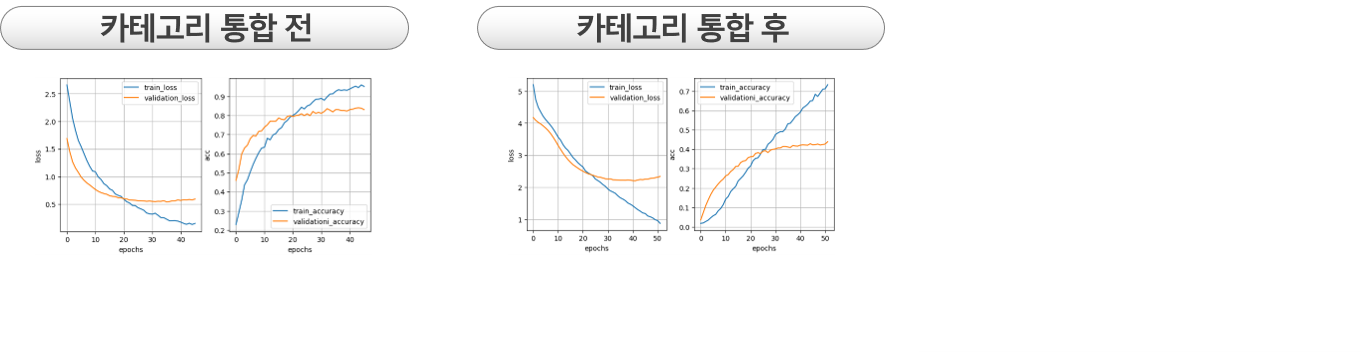 카테고리 통합 전
카테고리 통합 후
train_loss
validation_loss
2.5
2.0
1.5
1.0
0.5
loss
0 10 20 30 40
epochs
0.9
0.8
0.7
0.6
0.5
0.4
0.3
0.2
acc
train_accuracy
validationi_accuracy
0 10 20 30 40
epochs
train_loss
validation_loss
5
4
3
2
1
loss
0 10 20 30 40 50
epochs
train_accuracy
validationi_accuracy
0.7
0.6
0.5
0.4
0.3
0.2
0.1
0.0
acc
0 10 20 30 40 50
epochs